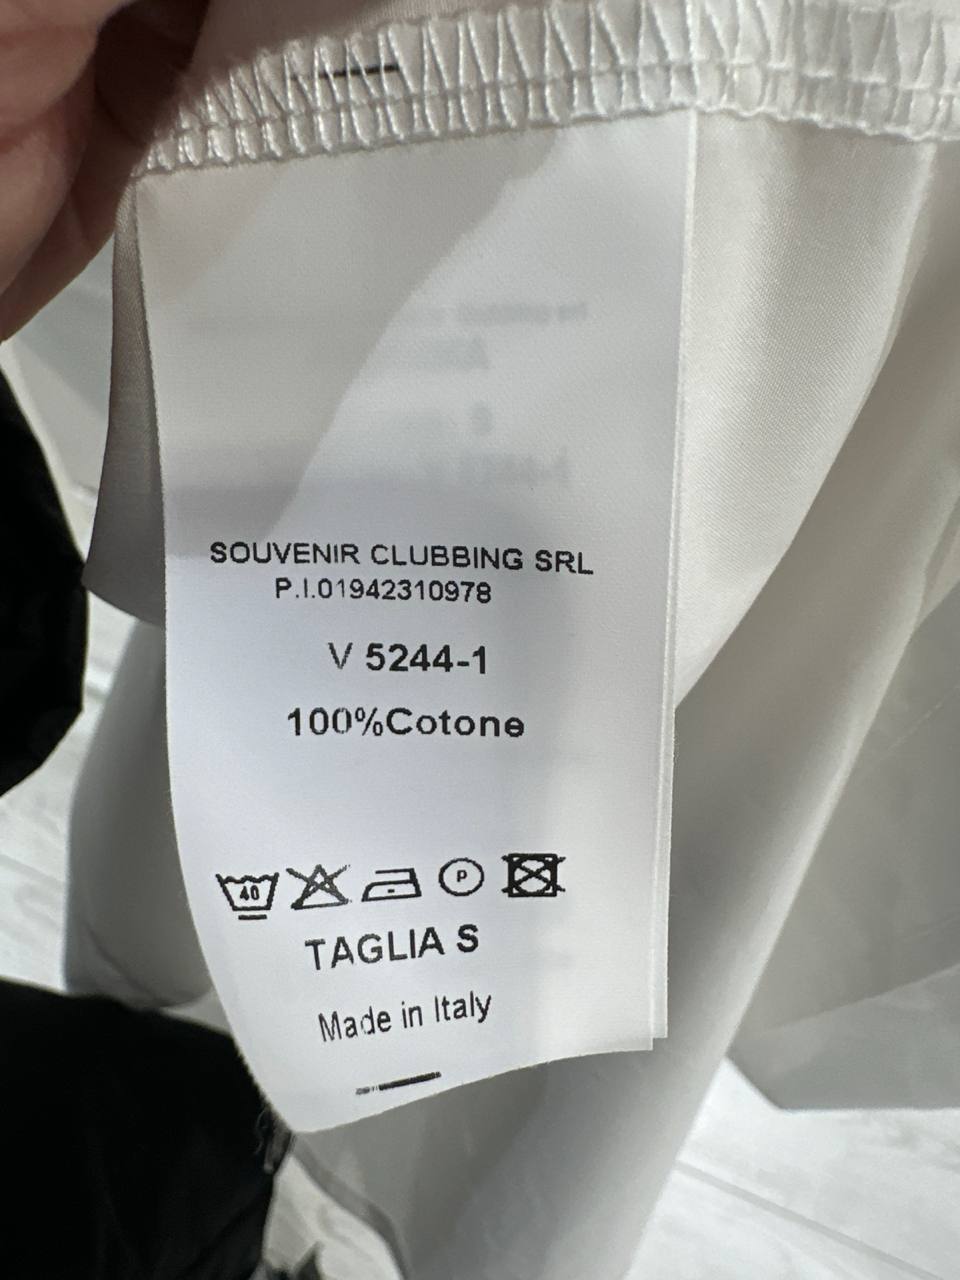 SOUVENIR CLUBBING SRL
P.I.01942310978
V 5244-1
100%Cotone
40 P
TAGLIA S
Made in Italy